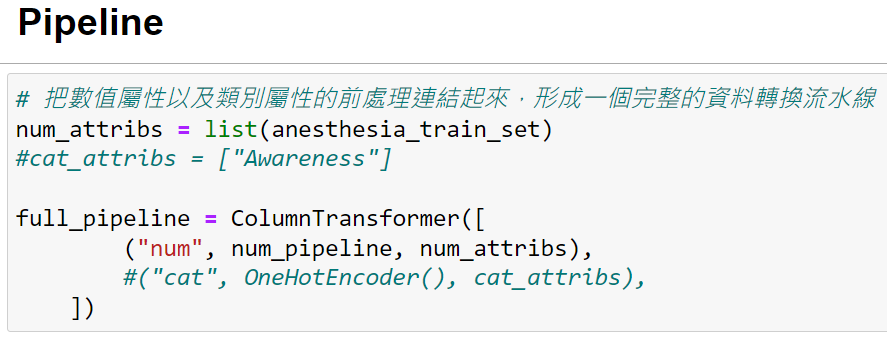 Pipeline
# 把數值屬性以及類別屬性的前處理連結起來，形成一個完整的資料轉換流水線
num_attribs = list(anesthesia_train_set)
#cat_attribs = ["Awareness"]
full_pipeline = ColumnTransformer([
        ("num", num_pipeline, num_attribs),
        #("cat", OneHotEncoder(), cat_attribs),
    ])